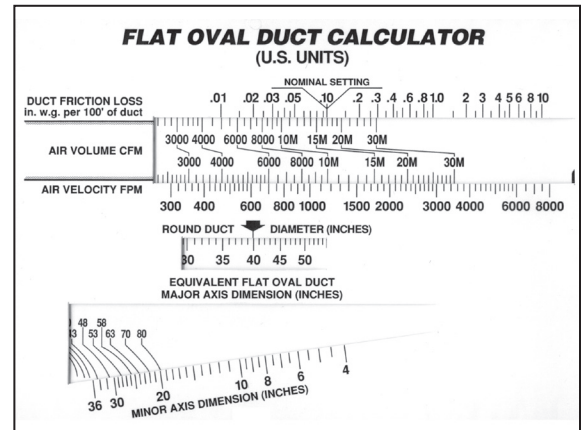 FLAT OVAL DUCT CALCULATOR
(U.S. UNITS)
NOMINAL SETTING
DUCT FRICTION LOSS
in. w.g. per 100' of duct
.01 .02 .03 .05 .10 .2 .3 .4 .6 .8 1.0 2 3 4 5 6 8 10
3000 4000 6000 8000 10M 15M 20M 30M
AIR VOLUME CFM
3000 4000 6000 8000 10M 15M 20M 30M
AIR VELOCITY FPM
300 400 600 800 1000 1500 2000 3000 4000 6000 8000
ROUND DUCT DIAMETER (INCHES)
30 35 40 45 50
EQUIVALENT FLAT OVAL DUCT
MAJOR AXIS DIMENSION (INCHES)
48 58
53 63 70 80
36 30 20 10 8 6 4
MINOR AXIS DIMENSION (INCHES)